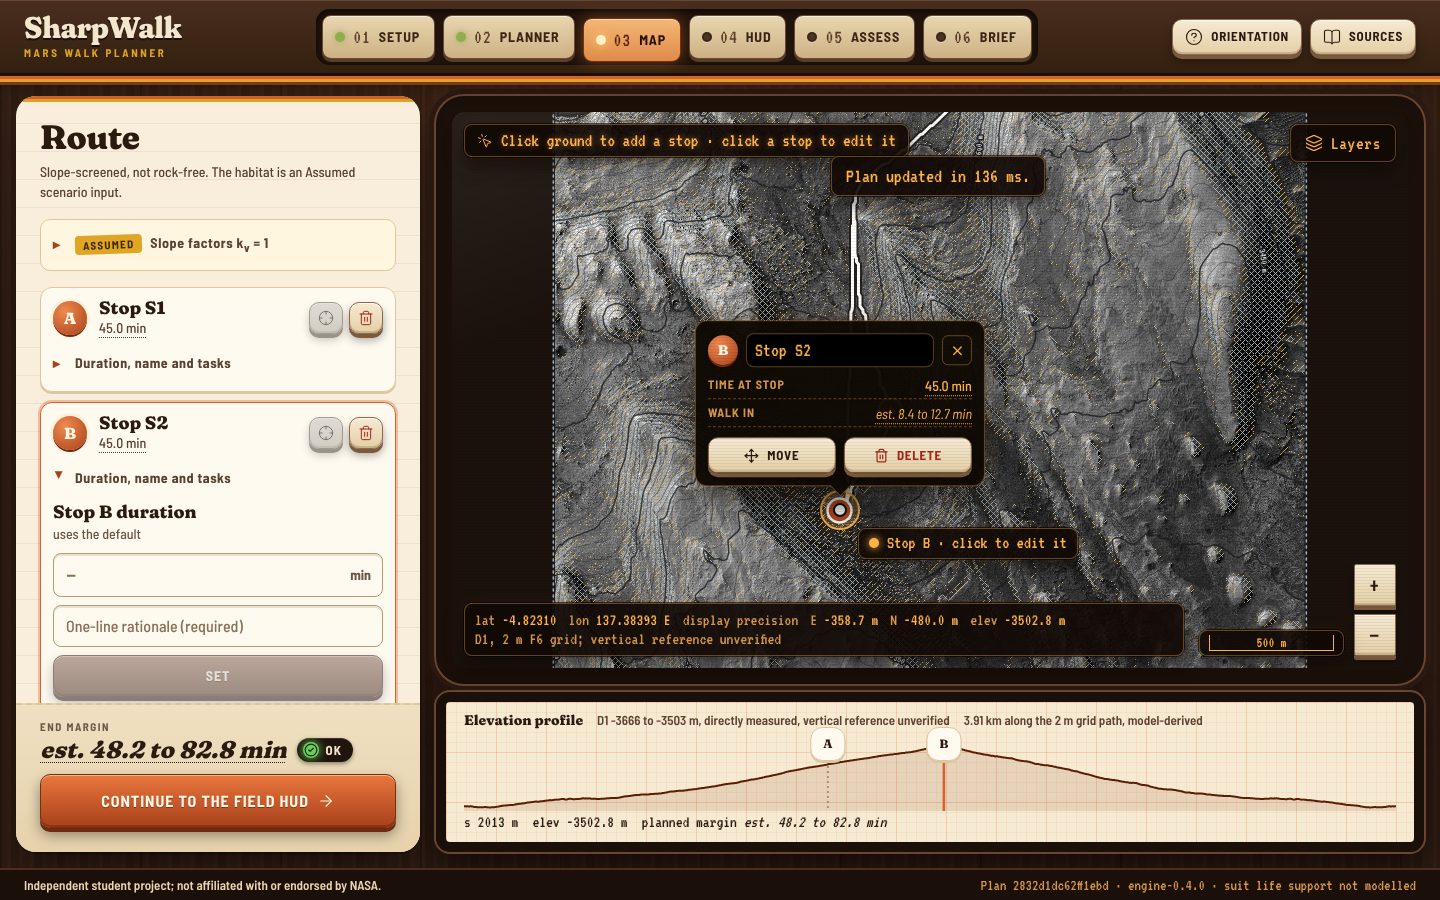 SharpWalk
MARS WALK PLANNER
01 SETUP
02 PLANNER
03 MAP
04 HUD
05 ASSESS
06 BRIEF
ORIENTATION
SOURCES
Route
Slope-screened, not rock-free. The habitat is an Assumed
scenario input.
ASSUMED Slope factors kv = 1
A Stop S1
45.0 min
Duration, name and tasks
B Stop S2
45.0 min
Duration, name and tasks
Stop B duration
uses the default
– min
One-line rationale (required)
SET
END MARGIN
est. 48.2 to 82.8 min OK
CONTINUE TO THE FIELD HUD
Click ground to add a stop · click a stop to edit it
Layers
Plan updated in 136 ms.
B Stop S2
TIME AT STOP 45.0 min
WALK IN est. 8.4 to 12.7 min
MOVE DELETE
Stop B · click to edit it
lat -4.82310 lon 137.38393 E display precision E -358.7 m N -480.0 m elev -3502.8 m
D1, 2 m F6 grid; vertical reference unverified
500 m
+
−
Elevation profile D1 -3666 to -3503 m, directly measured, vertical reference unverified 3.91 km along the 2 m grid path, model-derived
A B
s 2013 m elev -3502.8 m planned margin est. 48.2 to 82.8 min
Independent student project; not affiliated with or endorsed by NASA.
Plan 2832d1dc62ff1ebd · engine-0.4.0 · suit life support not modelled